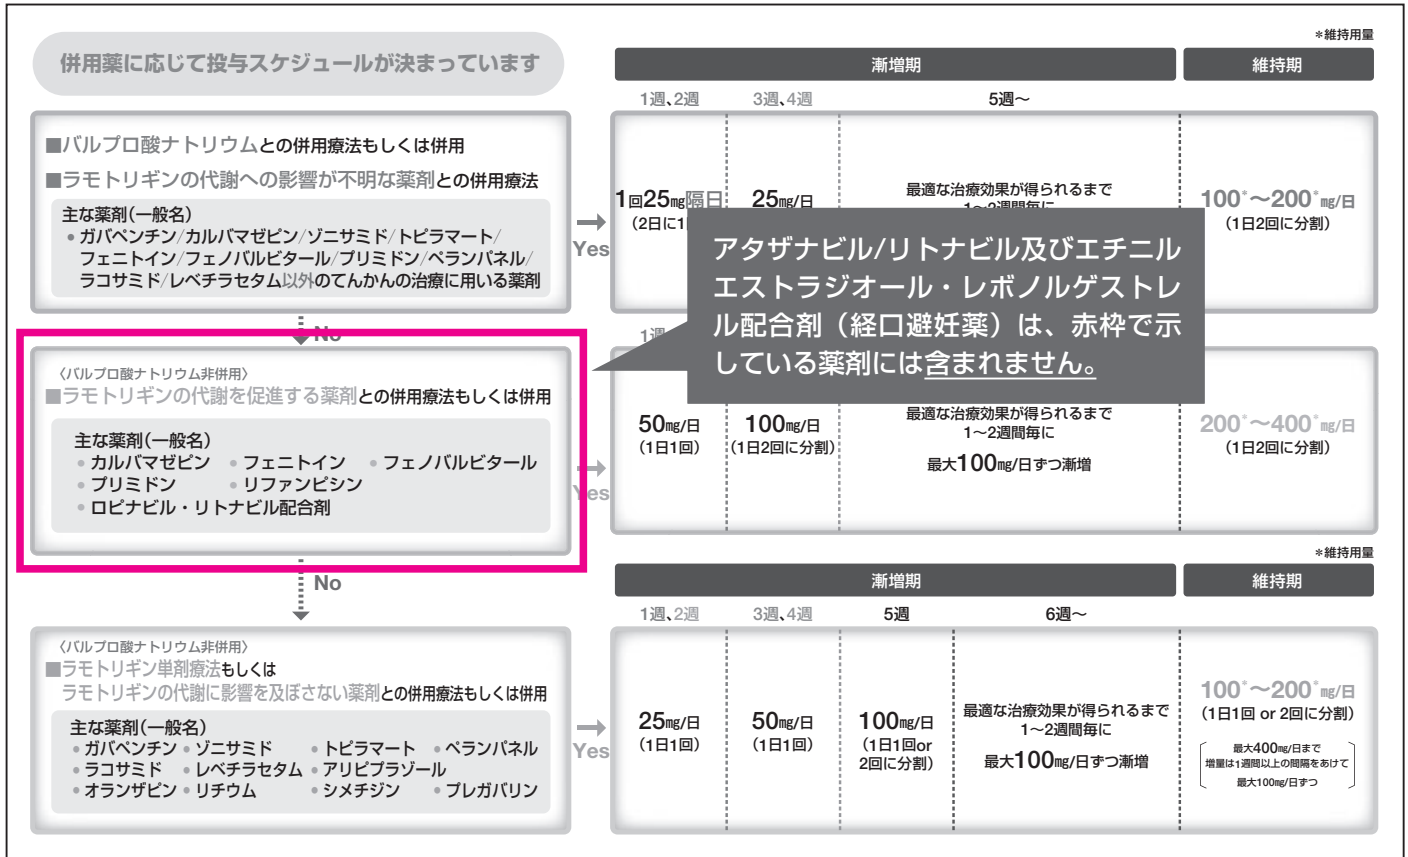 併用薬に応じて投与スケジュールが決まっています
*維持用量
漸増期
維持期
1週、2週
3週、4週
5週〜
■バルプロ酸ナトリウムとの併用療法もしくは併用
■ラモトリギンの代謝への影響が不明な薬剤との併用療法
主な薬剤(一般名)
●ガバペンチン/カルバマゼピン/ゾニサミド/トピラマート/
フェニトイン/フェノバルビタール/プリミドン/ペランパネル/
ラコサミド/レベチラセタム以外のてんかんの治療に用いる薬剤
Yes
1回25mg隔日
(2日に1
25mg/日
最適な治療効果が得られるまで
1〜2週間毎に
100*〜200*mg/日
(1日2回に分割)
アタザナビル/リトナビル及びエチニル
エストラジオール・レボノルゲストレ
ル配合剤（経口避妊薬）は、赤枠で示
している薬剤には含まれません。
No
1週
〈バルプロ酸ナトリウム非併用〉
■ラモトリギンの代謝を促進する薬剤との併用療法もしくは併用
主な薬剤(一般名)
●カルバマゼピン ●フェニトイン ●フェノバルビタール
●プリミドン ●リファンピシン
●ロピナビル・リトナビル配合剤
Yes
50mg/日
(1日1回)
100mg/日
(1日2回に分割)
最適な治療効果が得られるまで
1〜2週間毎に
最大100mg/日ずつ漸増
200*〜400*mg/日
(1日2回に分割)
No
*維持用量
漸増期
維持期
1週、2週
3週、4週
5週
6週〜
〈バルプロ酸ナトリウム非併用〉
■ラモトリギン単剤療法もしくは
ラモトリギンの代謝に影響を及ぼさない薬剤との併用療法もしくは併用
主な薬剤(一般名)
●ガバペンチン ●ゾニサミド ●トピラマート ●ペランパネル
●ラコサミド ●レベチラセタム ●アリピプラゾール
●オランザピン ●リチウム ●シメチジン ●プレガバリン
Yes
25mg/日
(1日1回)
50mg/日
(1日1回)
100mg/日
(1日1回or
2回に分割)
最適な治療効果が得られるまで
1〜2週間毎に
最大100mg/日ずつ漸増
100*〜200*mg/日
(1日1回 or 2回に分割)
最大400mg/日まで
増量は1週間以上の間隔をあけて
最大100mg/日ずつ